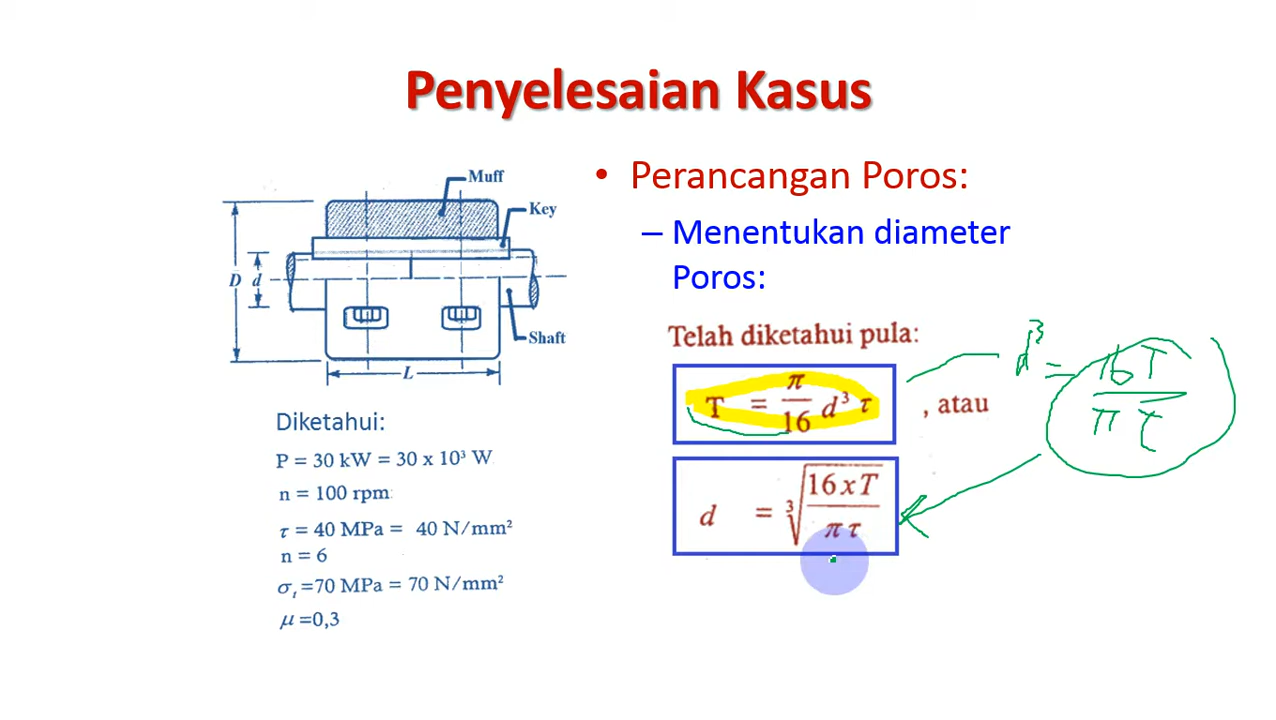 Penyelesaian Kasus
Muff
Key
D
d
Shaft
L
Diketahui:
P = 30 kW = 30 x 10³ W
n = 100 rpm
τ = 40 MPa = 40 N/mm²
n = 6
σₜ =70 MPa = 70 N/mm²
μ =0,3
• Perancangan Poros:
– Menentukan diameter
Poros:
Telah diketahui pula:
T = π/16 d³ τ
, atau
d = ∛(16 x T / π τ)
d³ = 16T / π τ